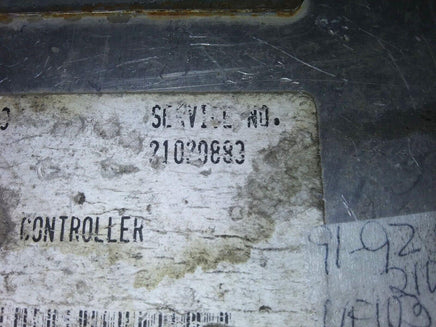 SERVICE NO.
21020883
CONTROLLER
91-92